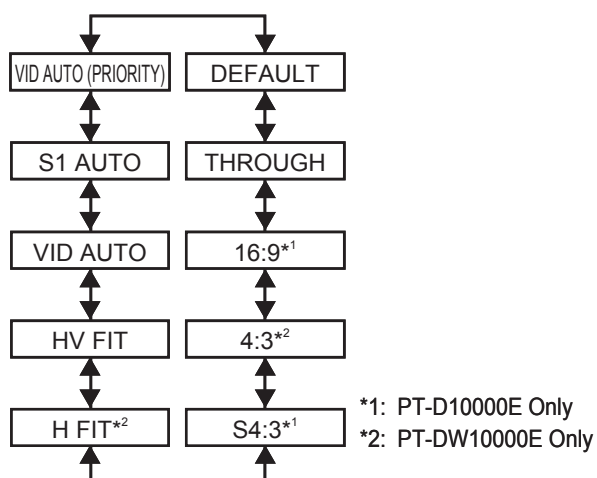 VID AUTO (PRIORITY)
DEFAULT
S1 AUTO
THROUGH
VID AUTO
16:9*1
HV FIT
4:3*2
H FIT*2
S4:3*1
*1: PT-D10000E Only
*2: PT-DW10000E Only